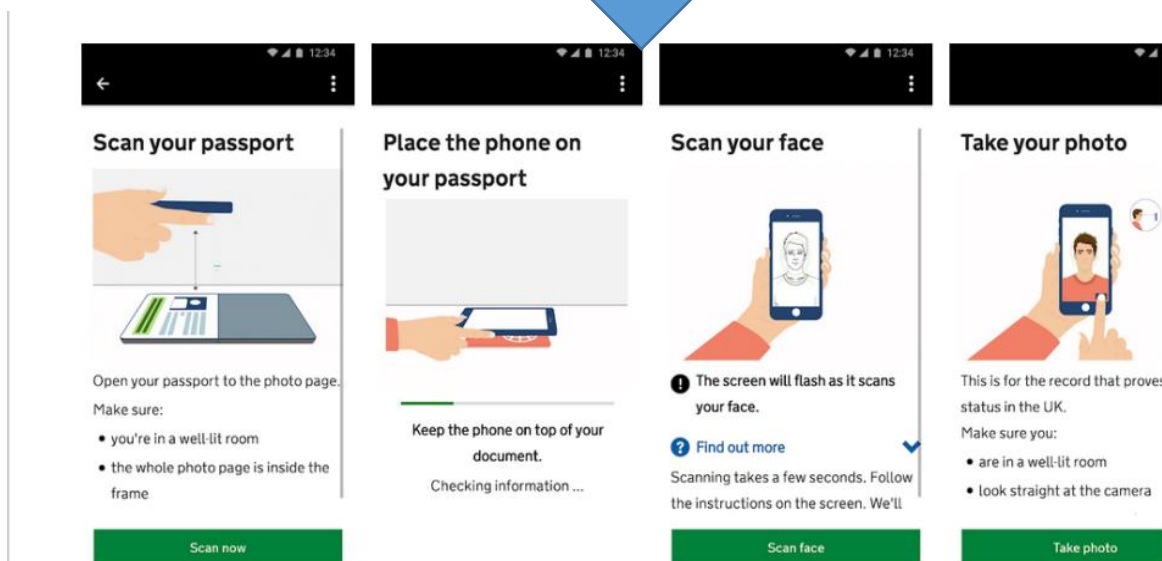 12:34
Scan your passport
Open your passport to the photo page.
Make sure:
• you're in a well-lit room
• the whole photo page is inside the
frame
Scan now
12:34
Place the phone on
your passport
Keep the phone on top of your
document.
Checking information ...
12:34
Scan your face
! The screen will flash as it scans
your face.
? Find out more
Scanning takes a few seconds. Follow
the instructions on the screen. We'll
Scan face
Take your photo
This is for the record that proves
status in the UK.
Make sure you:
• are in a well-lit room
• look straight at the camera
Take photo